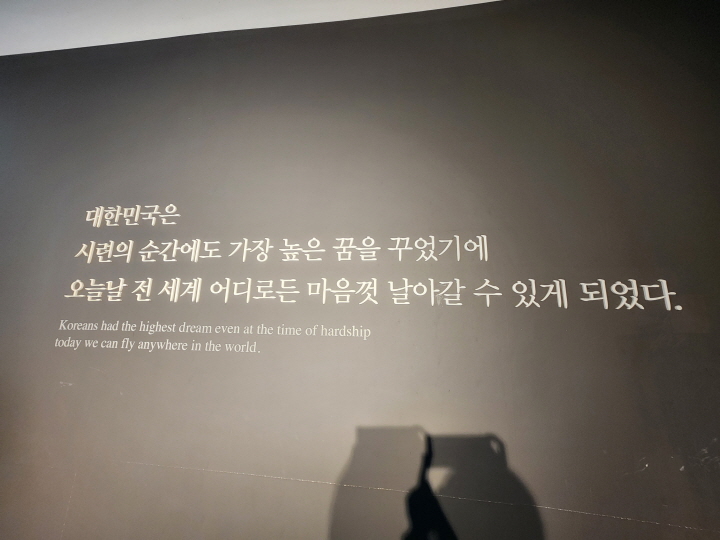 대한민국은
시련의 순간에도 가장 높은 꿈을 꾸었기에
오늘날 전 세계 어디로든 마음껏 날아갈 수 있게 되었다.
Koreans had the highest dream even at the time of hardship
today we can fly anywhere in the world.